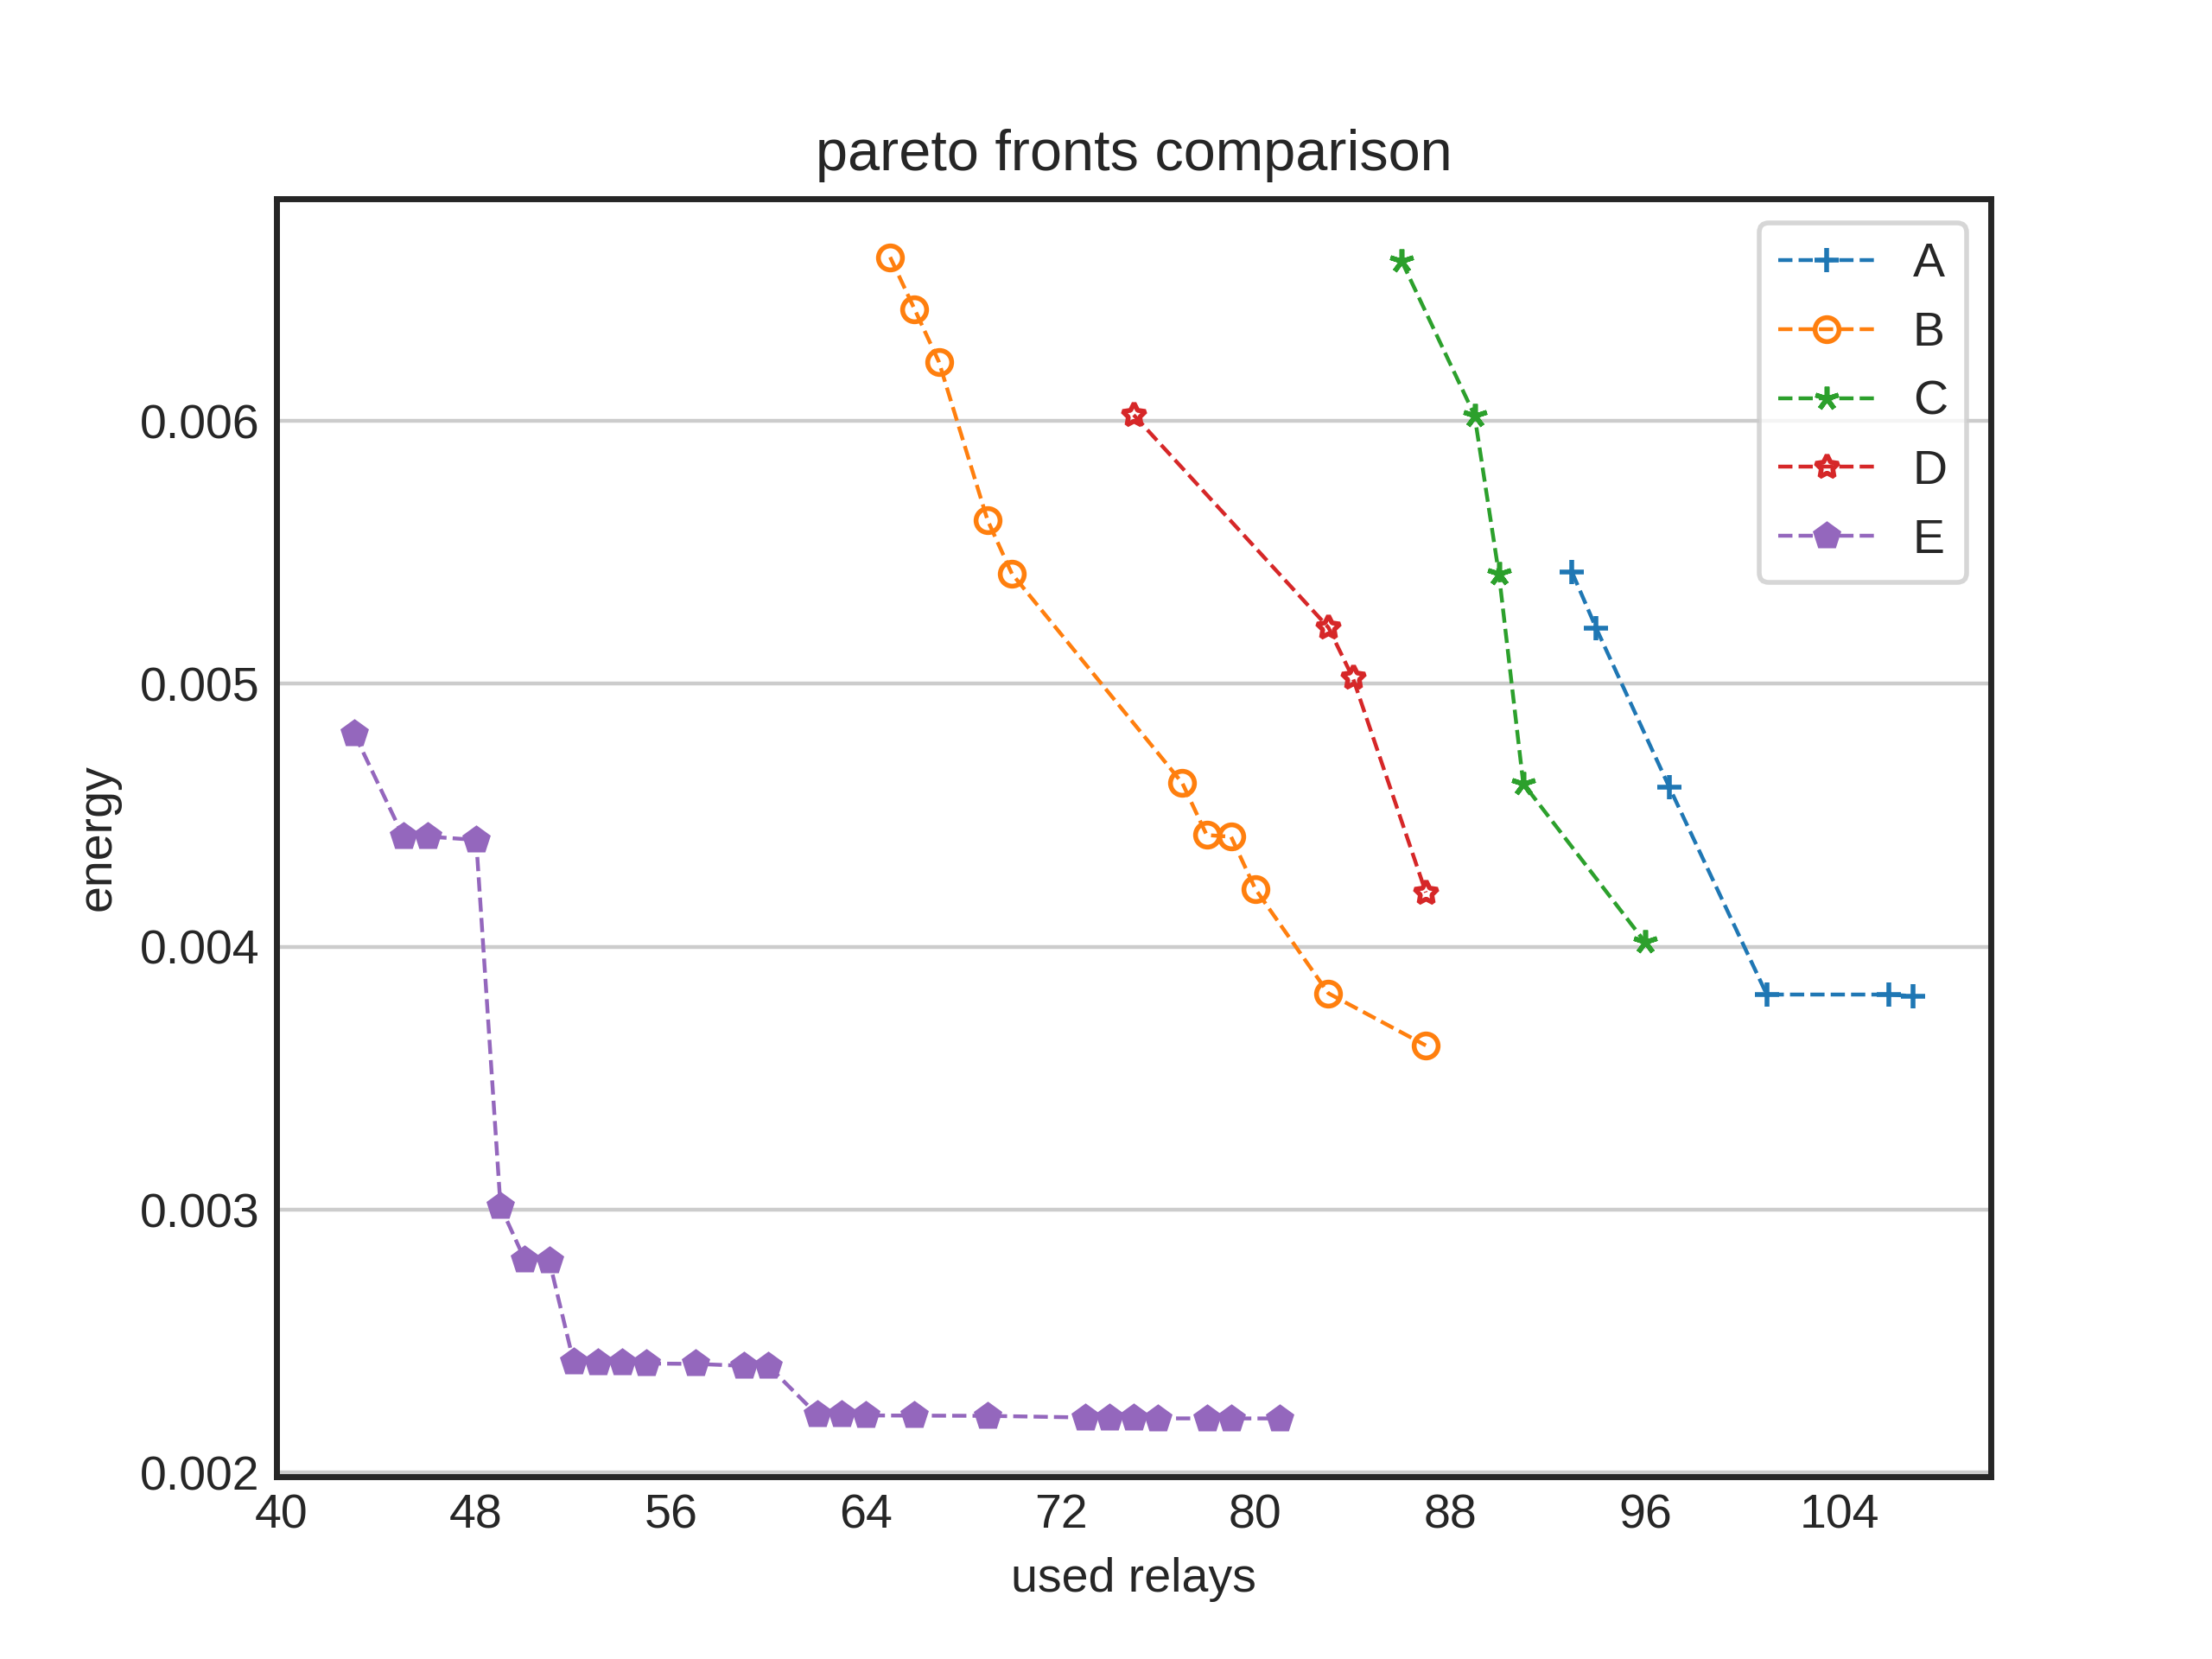 pareto fronts comparison
A
B
C
D
E
0.006
0.005
0.004
0.003
0.002
energy
40 48 56 64 72 80 88 96 104
used relays